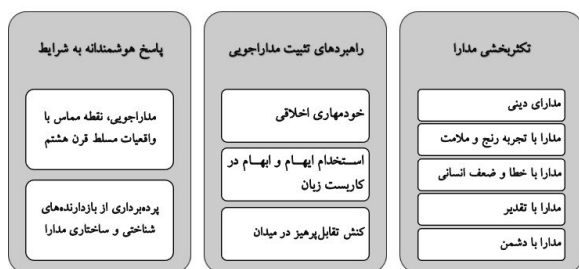 تکثربخشی مدارا
مدارای دینی
مدارا با تجربه رنج و ملامت
مدارا با خطا و ضعف انسانی
مدارا با تقدیر
مدارا با دشمن
راهبردهای تثبیت مداراجویی
خودمهاری اخلاقی
استخدام ایهام و ابهام در
کاربست زبان
کنش تقابل‌پرهیز در میدان
پاسخ هوشمندانه به شرایط
مداراجویی، نقطه مماس با
واقعیات مسلط قرن هشتم
پرده‌برداری از بازدارنده‌های
شناختی و ساختاری مدارا